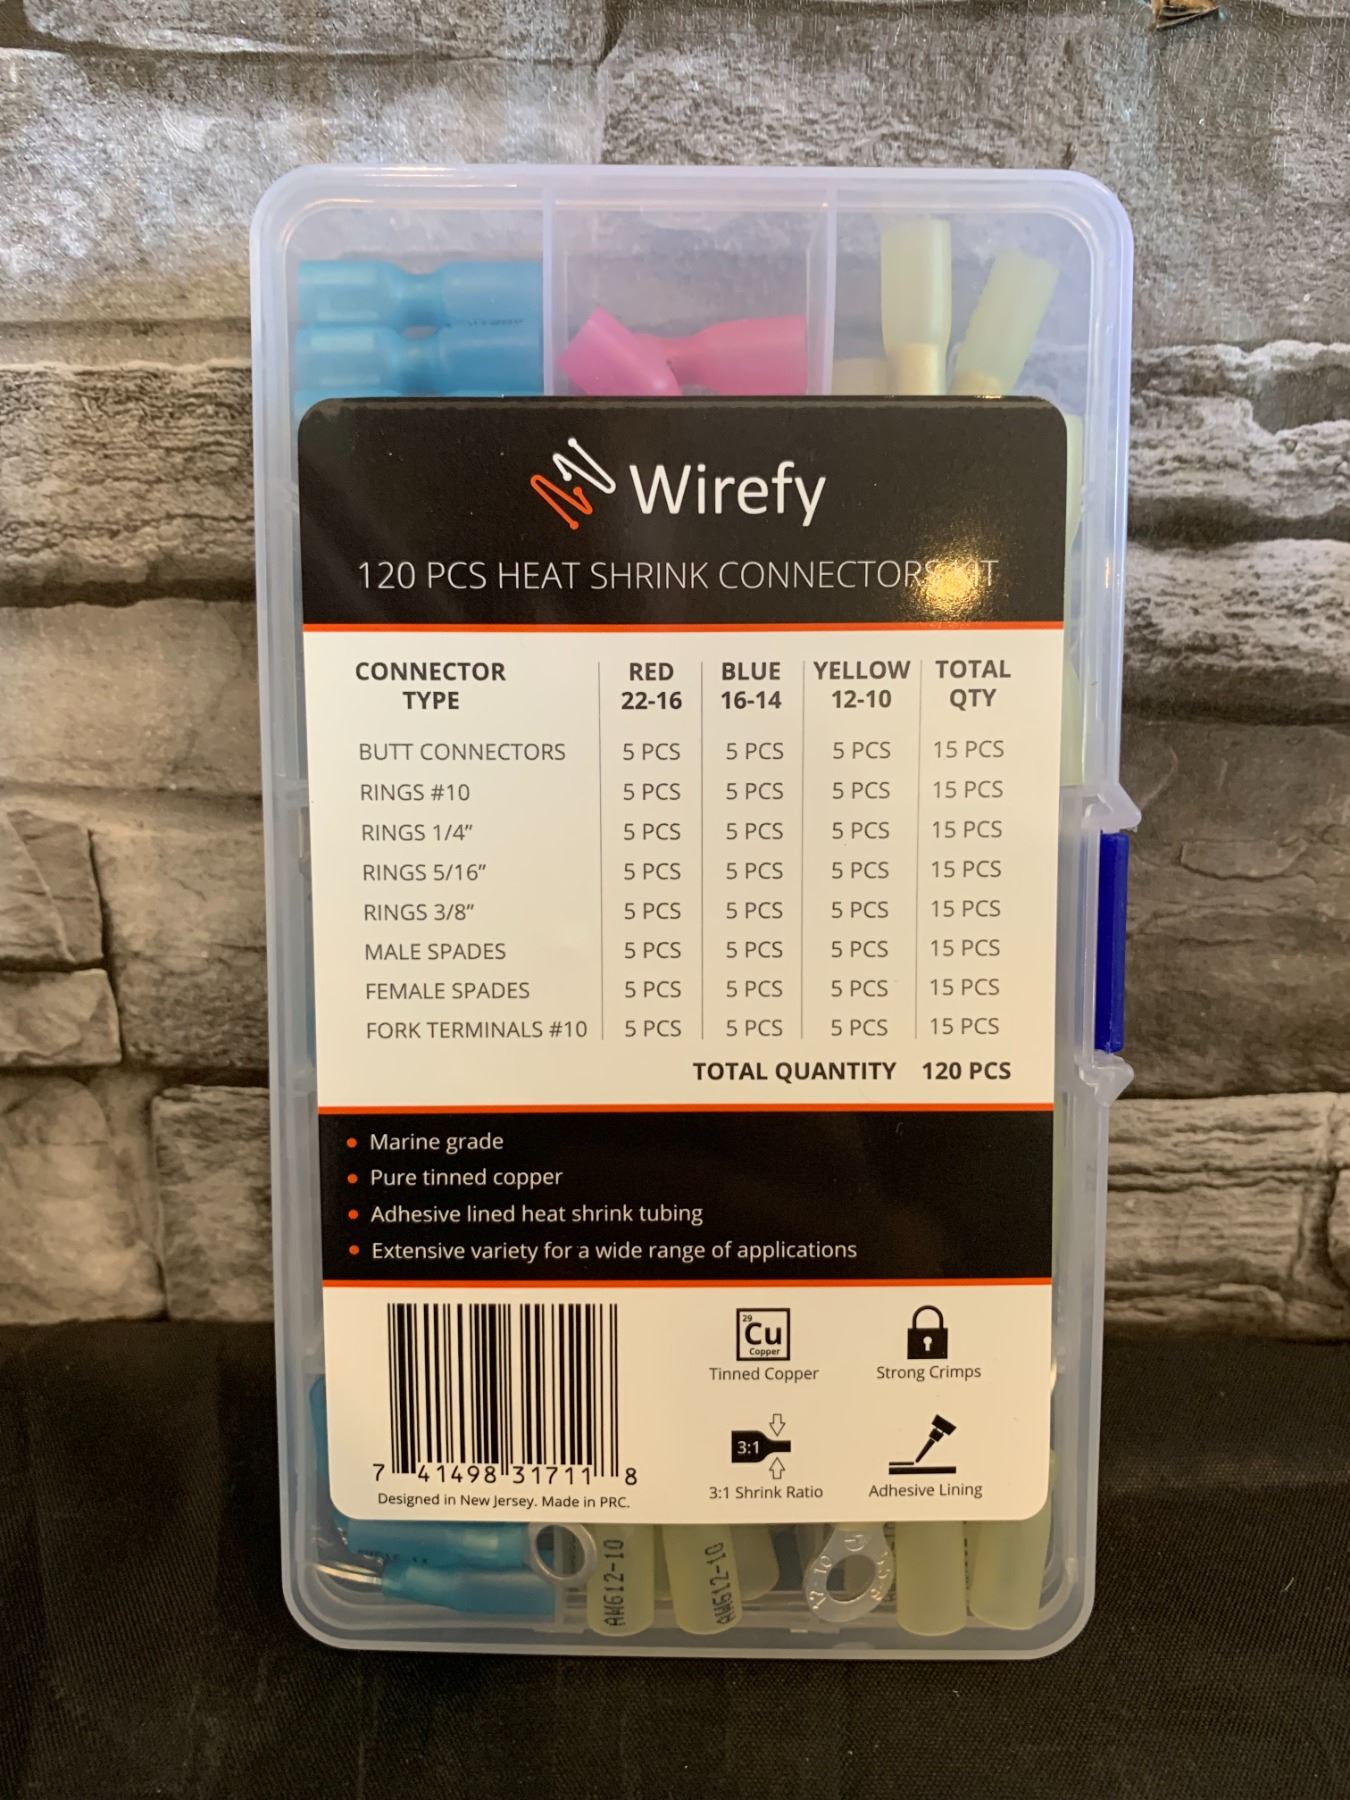 Wirefy
120 PCS HEAT SHRINK CONNECTORS KIT
CONNECTOR TYPE RED 22-16 BLUE 16-14 YELLOW 12-10 TOTAL QTY
BUTT CONNECTORS 5 PCS 5 PCS 5 PCS 15 PCS
RINGS #10 5 PCS 5 PCS 5 PCS 15 PCS
RINGS 1/4” 5 PCS 5 PCS 5 PCS 15 PCS
RINGS 5/16” 5 PCS 5 PCS 5 PCS 15 PCS
RINGS 3/8” 5 PCS 5 PCS 5 PCS 15 PCS
MALE SPADES 5 PCS 5 PCS 5 PCS 15 PCS
FEMALE SPADES 5 PCS 5 PCS 5 PCS 15 PCS
FORK TERMINALS #10 5 PCS 5 PCS 5 PCS 15 PCS
TOTAL QUANTITY 120 PCS
Marine grade
Pure tinned copper
Adhesive lined heat shrink tubing
Extensive variety for a wide range of applications
29
Cu
Copper
Tinned Copper
Strong Crimps
3:1
3:1 Shrink Ratio
Adhesive Lining
7 41498 31711 8
Designed in New Jersey. Made in PRC.
AWG12-10
AWG12-10
12-10